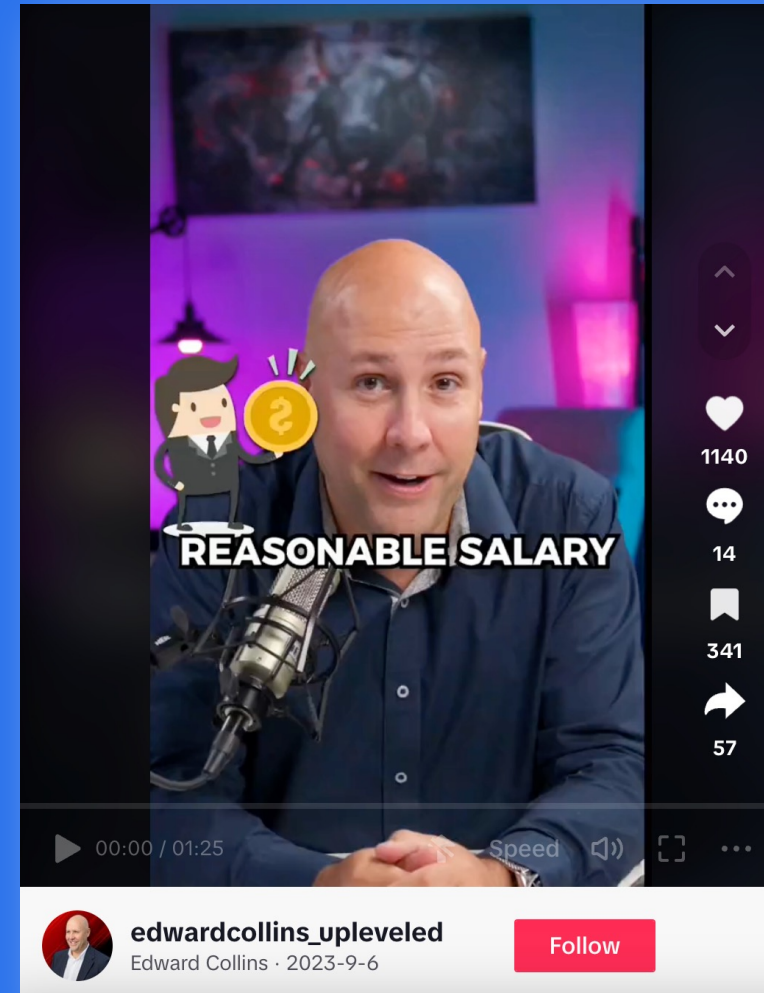 $
REASONABLE SALARY
1140
14
341
57
00:00 / 01:25
Speed
edwardcollins_upleveled
Edward Collins · 2023-9-6
Follow